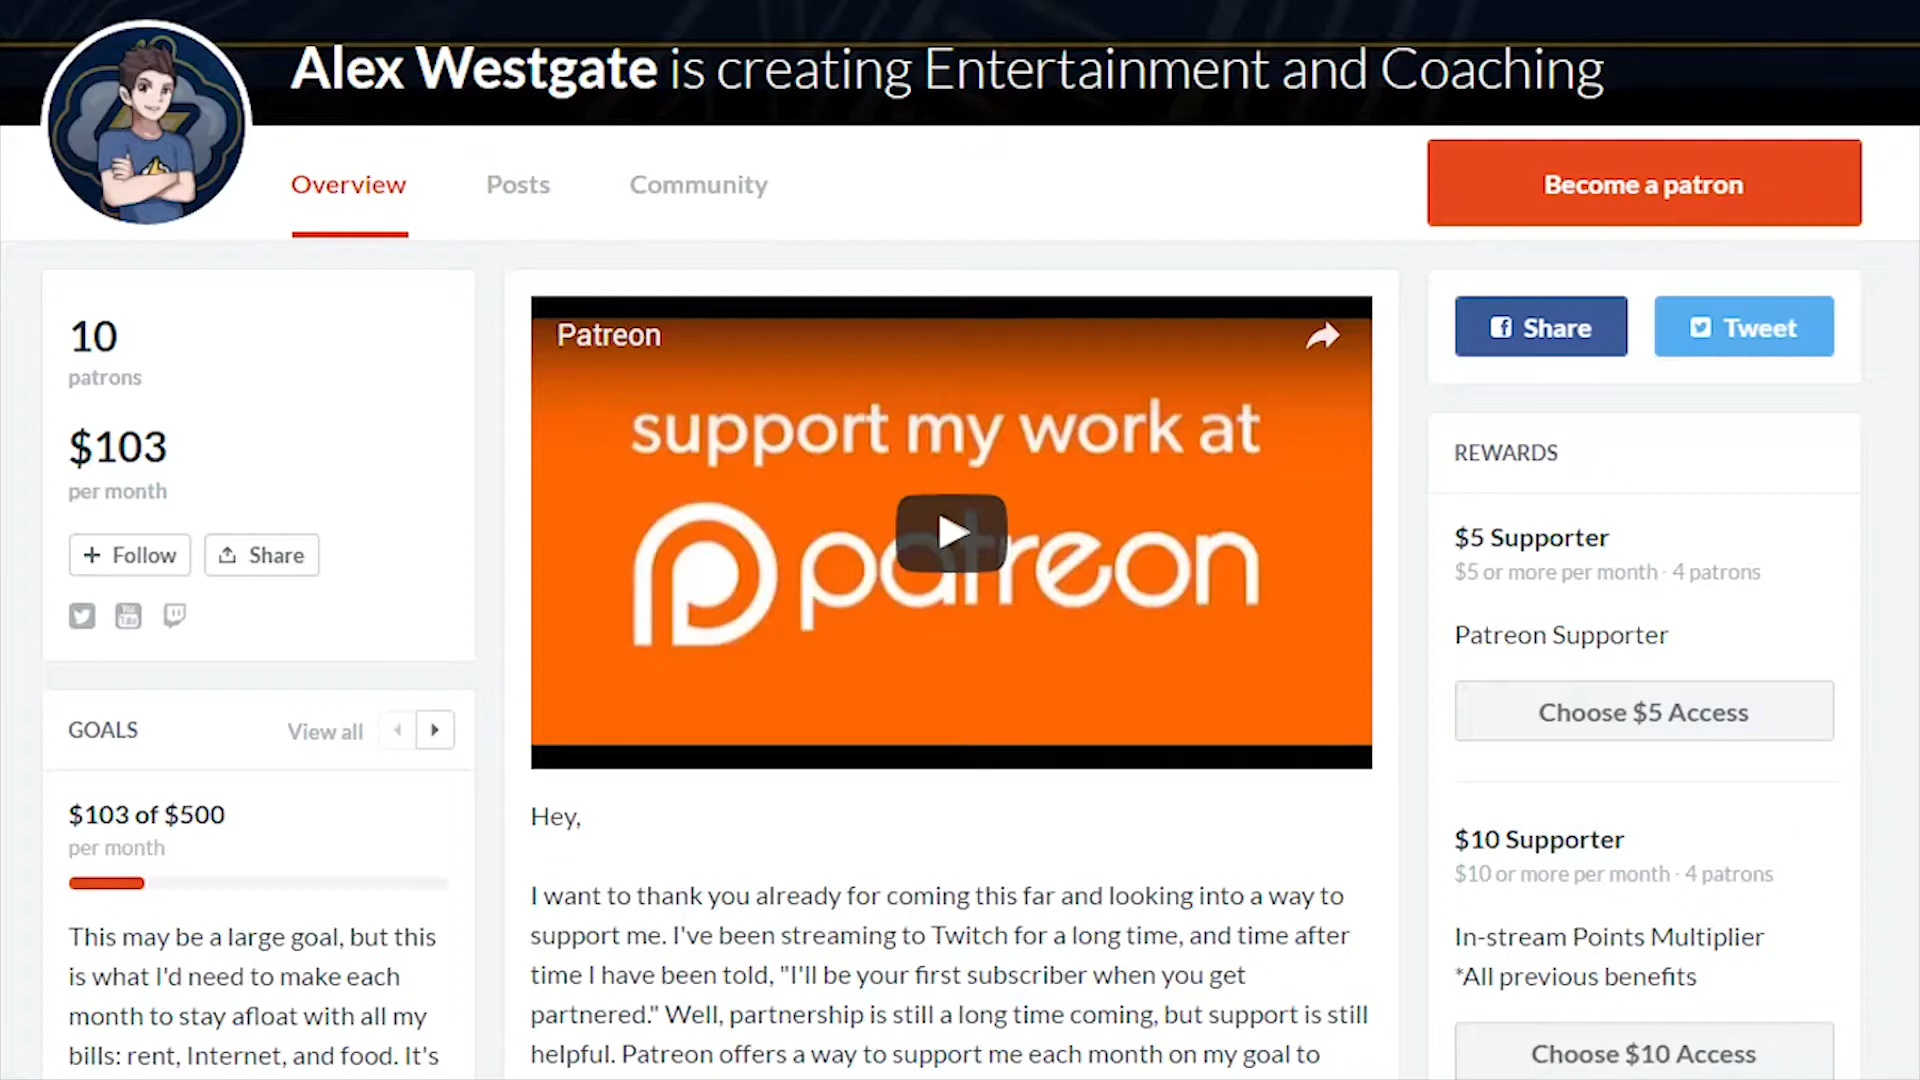 Alex Westgate is creating Entertainment and Coaching
Overview
Posts
Community
Become a patron
10
patrons
$103
per month
+ Follow
Share
You
Tube
GOALS
View all
$103 of $500
per month
This may be a large goal, but this
is what I'd need to make each
month to stay afloat with all my
bills: rent, Internet, and food. It's
Patreon
support my work at
patreon
Hey,
I want to thank you already for coming this far and looking into a way to
support me. I've been streaming to Twitch for a long time, and time after
time I have been told, "I'll be your first subscriber when you get
partnered." Well, partnership is still a long time coming, but support is still
helpful. Patreon offers a way to support me each month on my goal to
Share
Tweet
REWARDS
$5 Supporter
$5 or more per month · 4 patrons
Patreon Supporter
Choose $5 Access
$10 Supporter
$10 or more per month · 4 patrons
In-stream Points Multiplier
*All previous benefits
Choose $10 Access